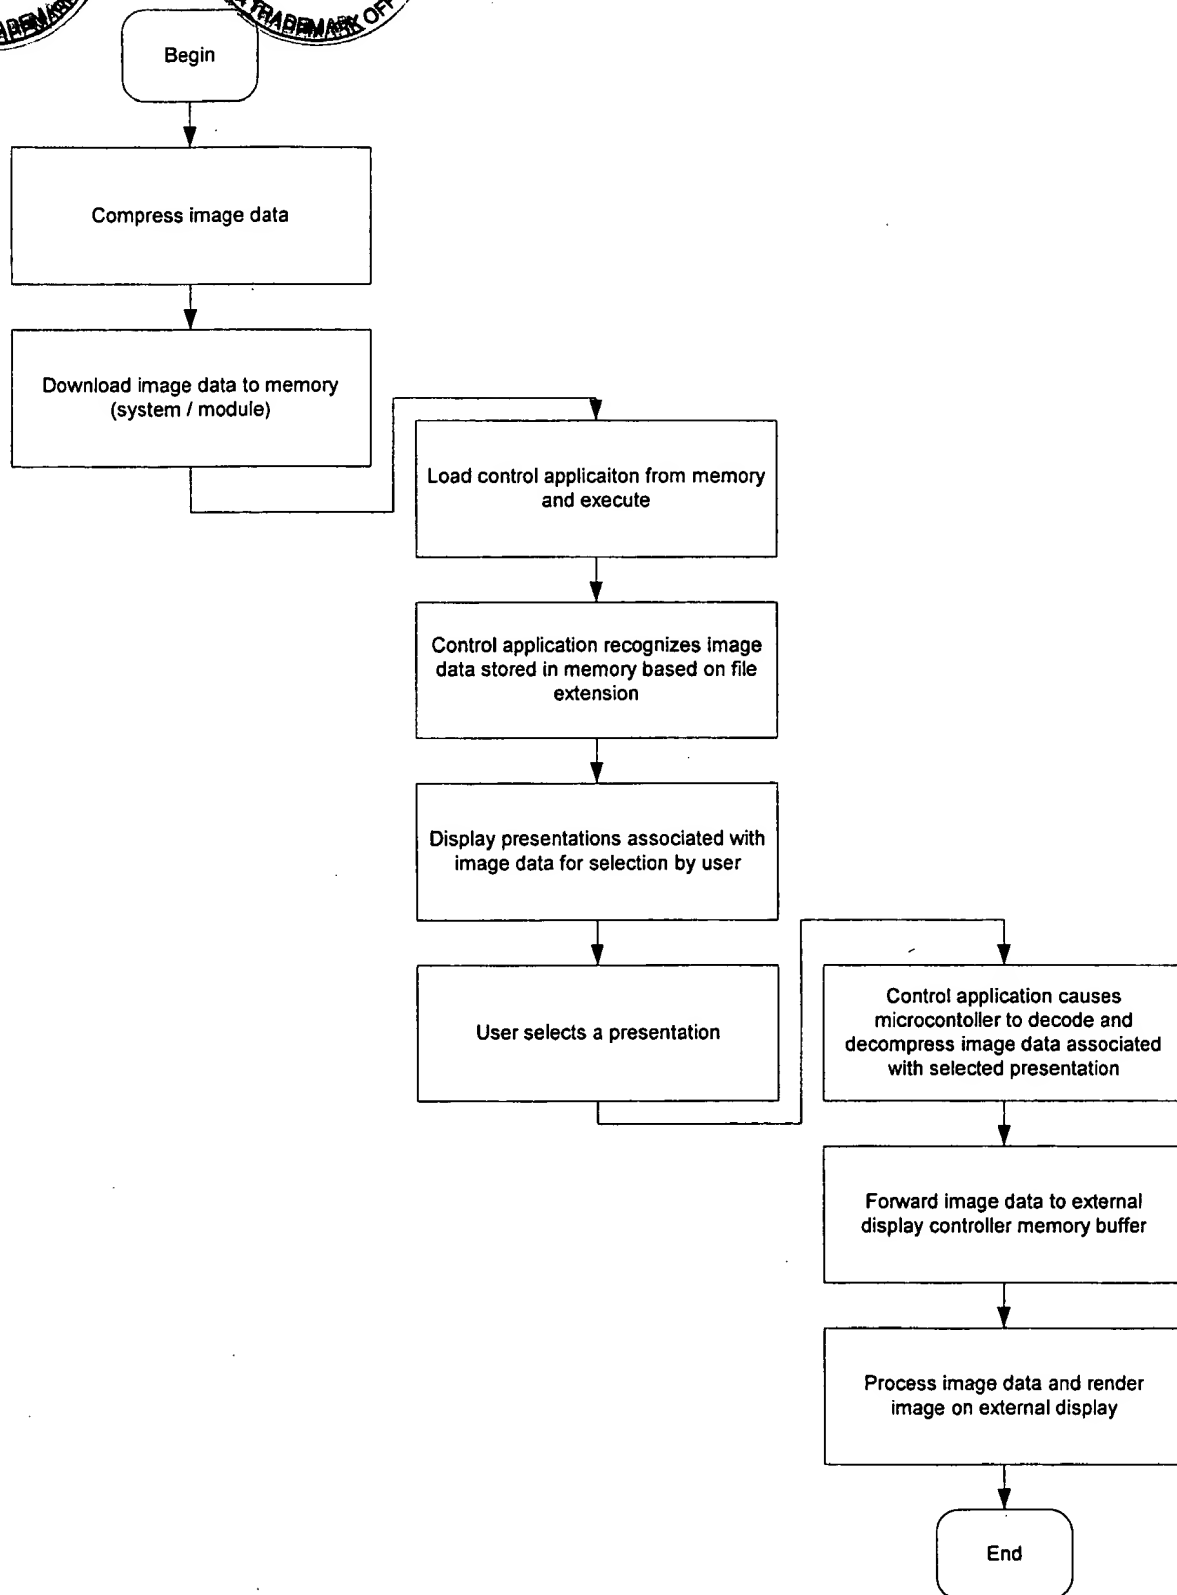 TRADEMARK OFF
Begin
Compress image data
Download image data to memory
(system / module)
Load control applicaiton from memory
and execute
Control application recognizes image
data stored in memory based on file
extension
Display presentations associated with
image data for selection by user
User selects a presentation
Control application causes
microcontoller to decode and
decompress image data associated
with selected presentation
Forward image data to external
display controller memory buffer
Process image data and render
image on external display
End